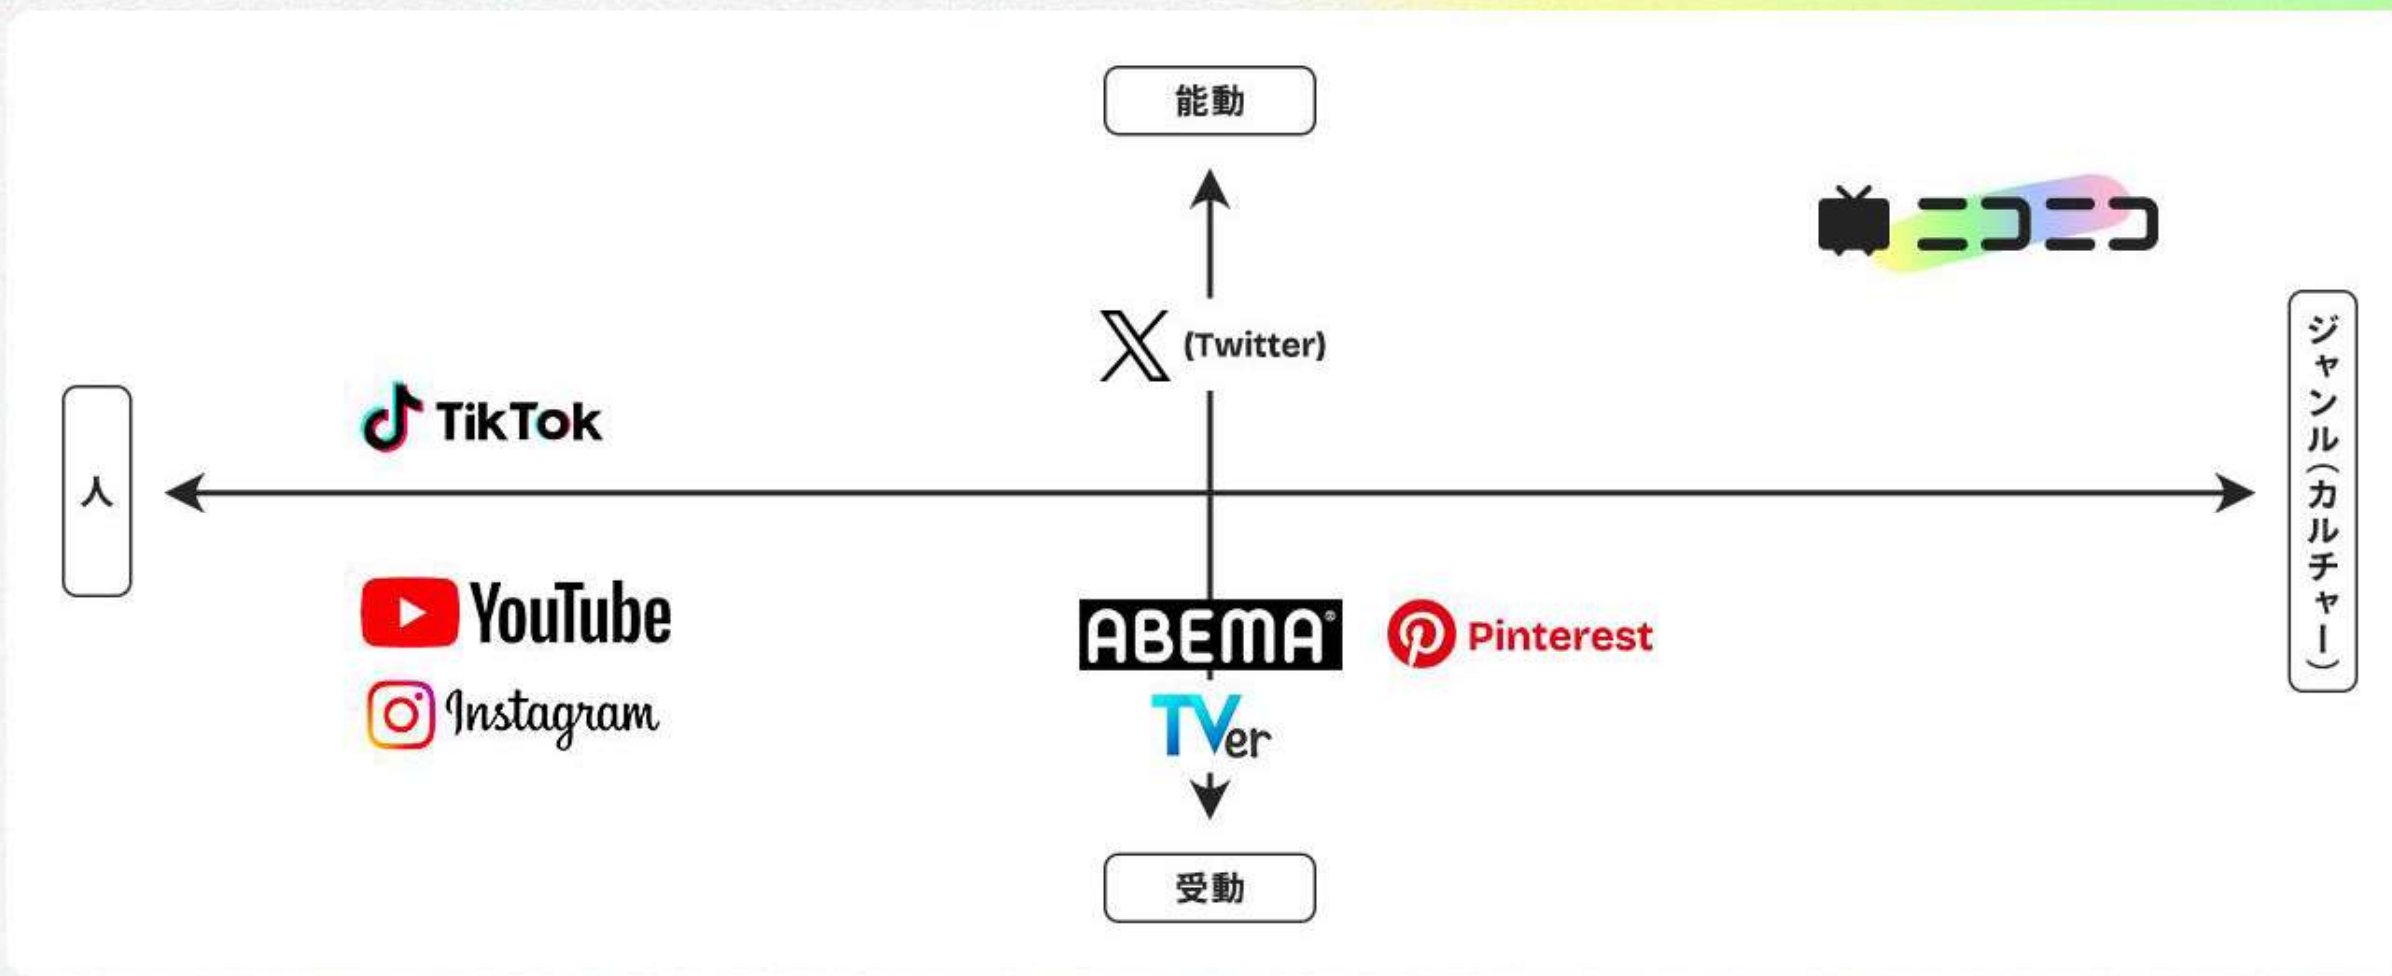 能動
ニコニコ
X (Twitter)
TikTok
人
ジャンル(カルチャー)
YouTube
ABEMA®
Pinterest
Instagram
TVer
受動